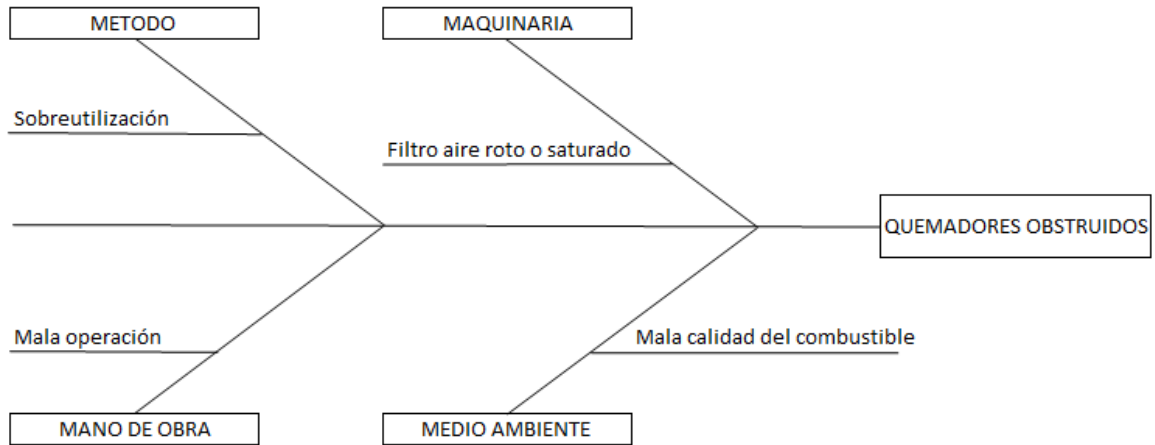 METODO
MAQUINARIA
Sobreutilización
Filtro aire roto o saturado
QUEMADORES OBSTRUIDOS
Mala operación
Mala calidad del combustible
MANO DE OBRA
MEDIO AMBIENTE